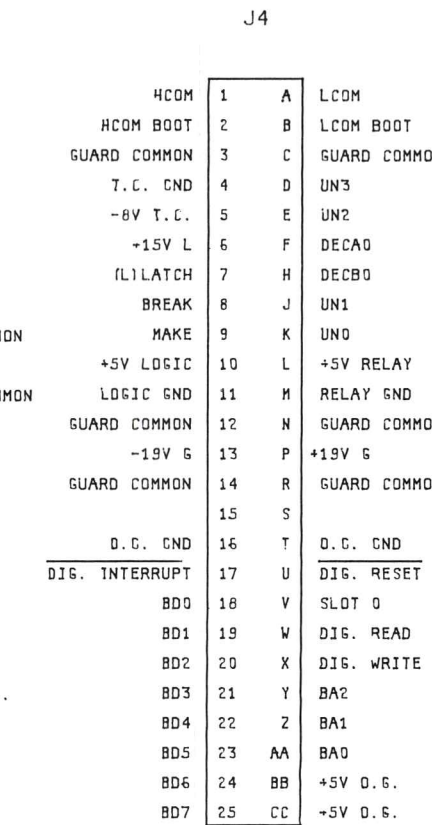 J4
HCOM 1 A LCOM
HCOM BOOT 2 B LCOM BOOT
GUARD COMMON 3 C GUARD COMMO
T.C. GND 4 D UN3
-8V T.C. 5 E UN2
+15V L 6 F DECA0
(L)LATCH 7 H DECB0
BREAK 8 J UN1
ON MAKE 9 K UN0
+5V LOGIC 10 L +5V RELAY
MON LOGIC GND 11 M RELAY GND
GUARD COMMON 12 N GUARD COMMO
-19V G 13 P +19V G
GUARD COMMON 14 R GUARD COMMO
15 S
O.G. GND 16 T O.G. GND
DIG. INTERRUPT 17 U DIG. RESET
BD0 18 V SLOT 0
BD1 19 W DIG. READ
BD2 20 X DIG. WRITE
. BD3 21 Y BA2
BD4 22 Z BA1
BD5 23 AA BA0
BD6 24 BB +5V O.G.
BD7 25 CC +5V O.G.